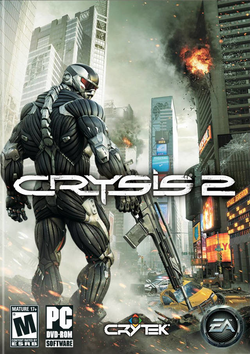 CRYSIS 2
MATURE 17+
M
ESRB
PC
DVD-ROM
SOFTWARE
CRYTEK
EA